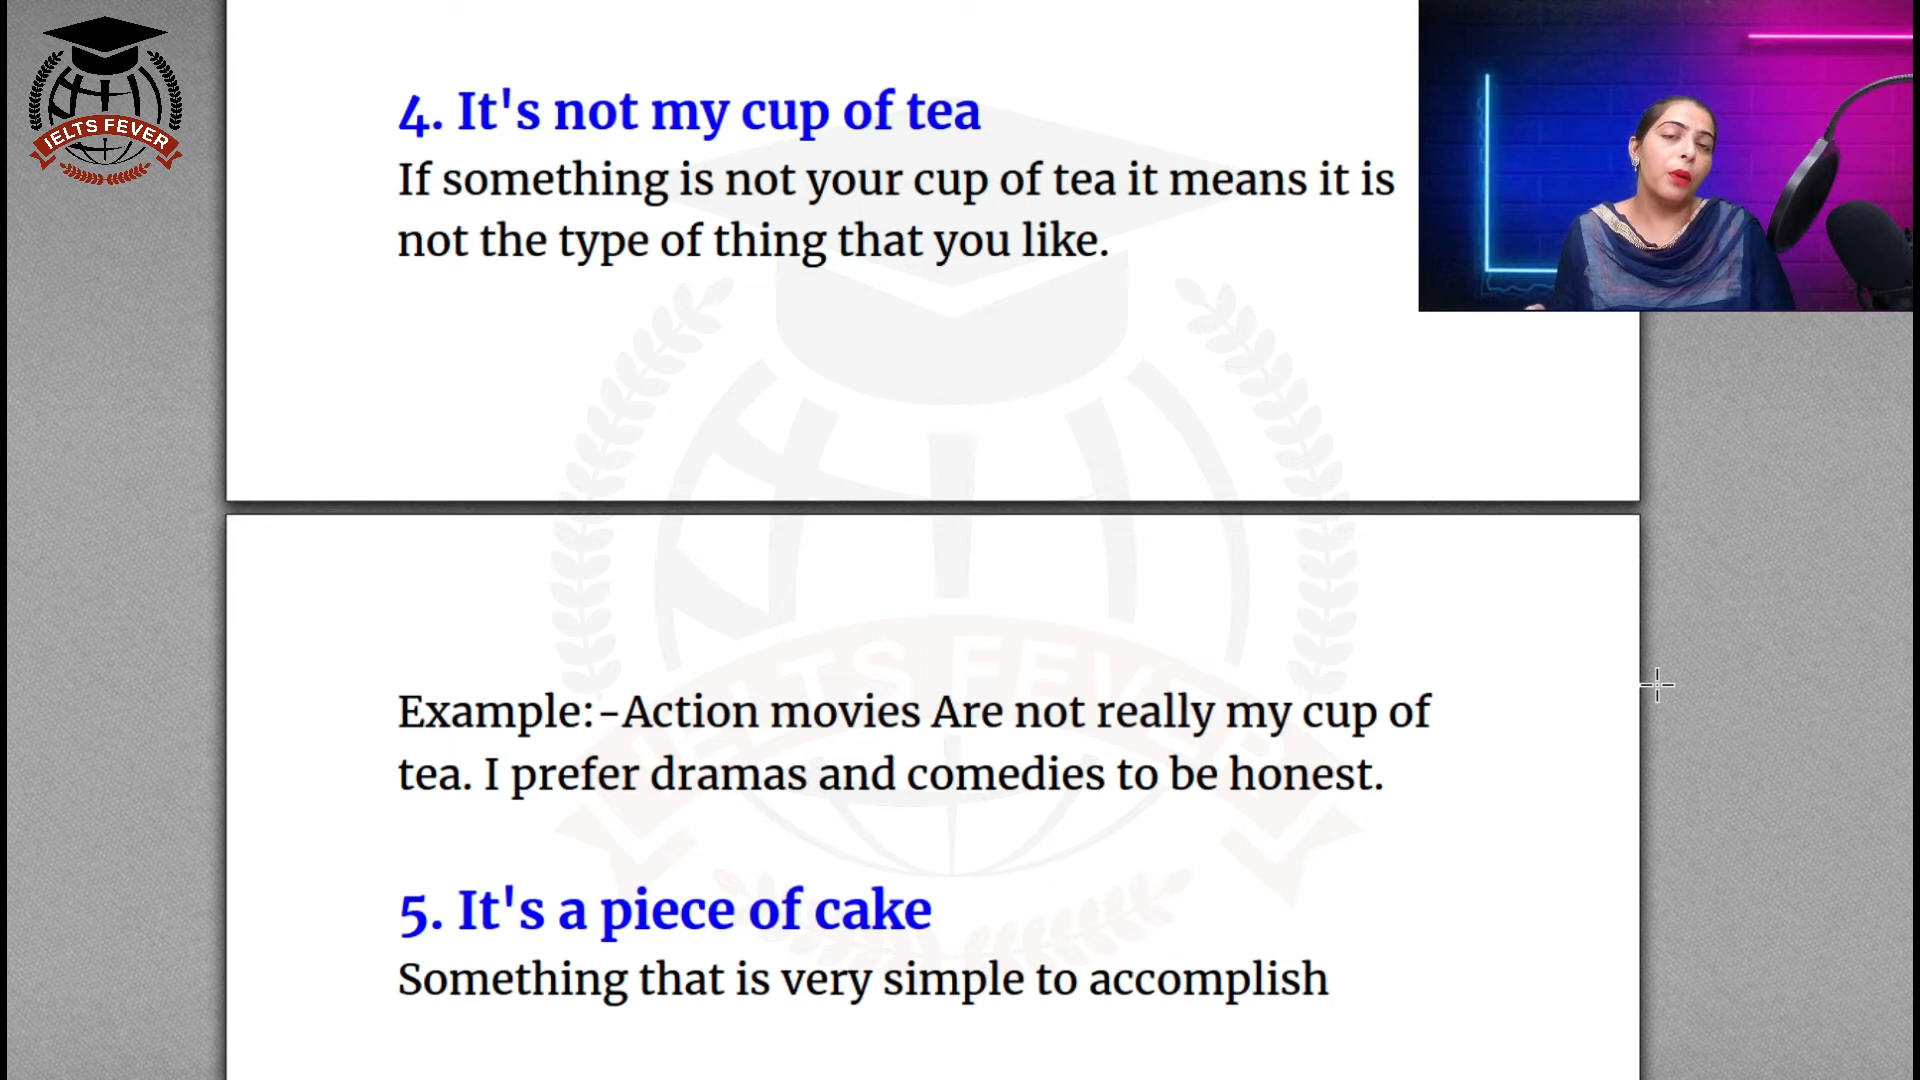 IELTS FEVER
4. It's not my cup of tea
If something is not your cup of tea it means it is
not the type of thing that you like.
IELTS FEVER
Example:-Action movies Are not really my cup of
tea. I prefer dramas and comedies to be honest.
5. It's a piece of cake
Something that is very simple to accomplish